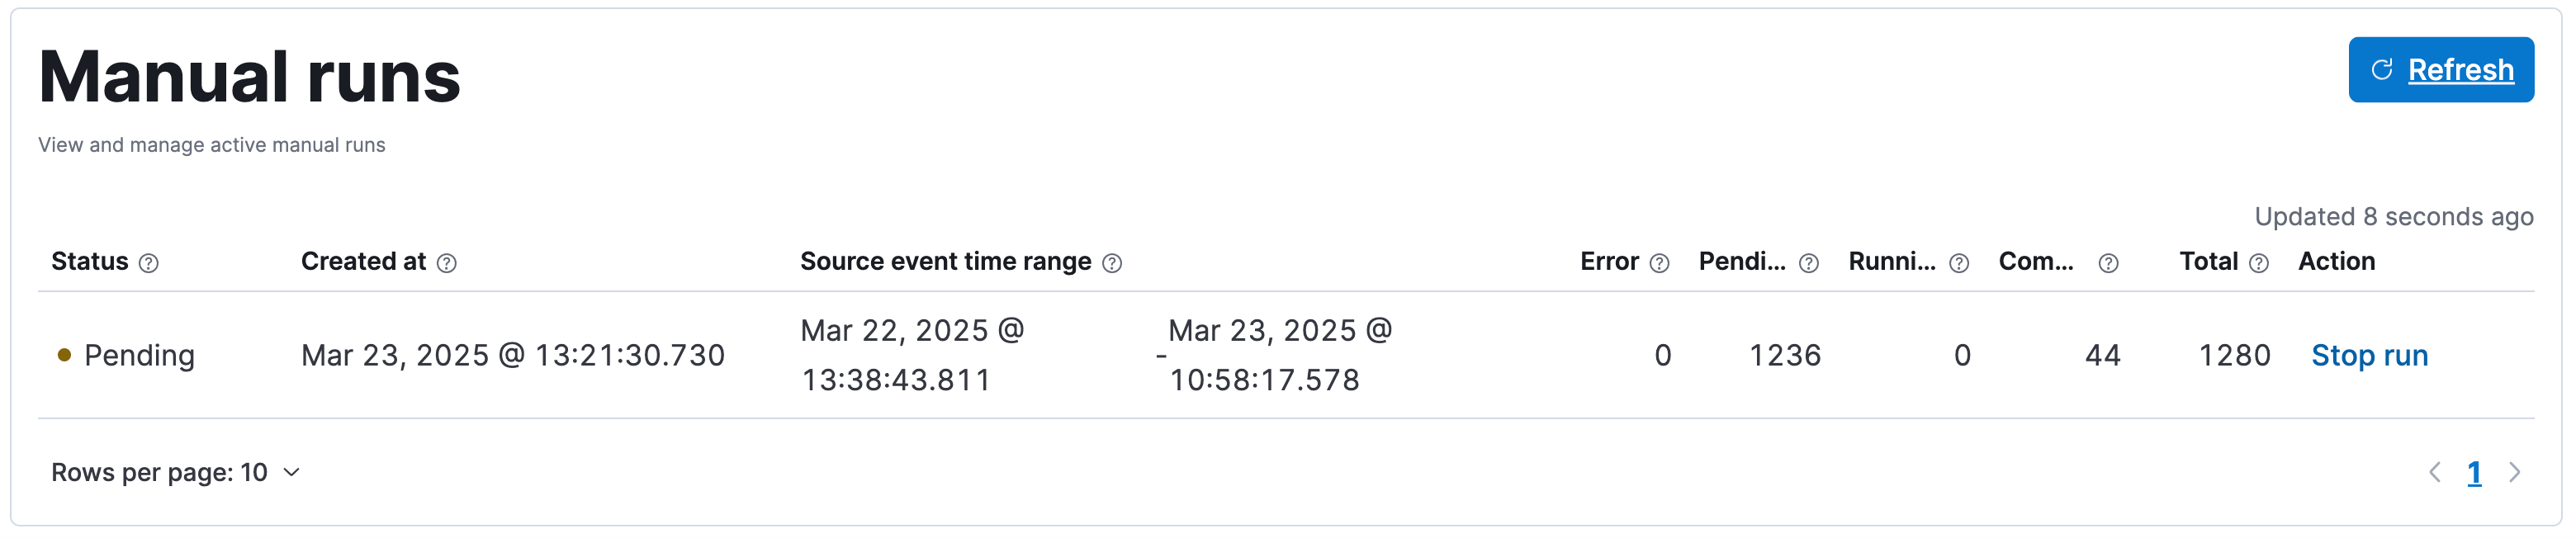 Manual runs
Refresh
View and manage active manual runs
Updated 8 seconds ago
Status Created at Source event time range Error Pendi... Runni... Com... Total Action
Pending Mar 23, 2025 @ 13:21:30.730 Mar 22, 2025 @ 13:38:43.811 - Mar 23, 2025 @ 10:58:17.578 0 1236 0 44 1280 Stop run
Rows per page: 10
1